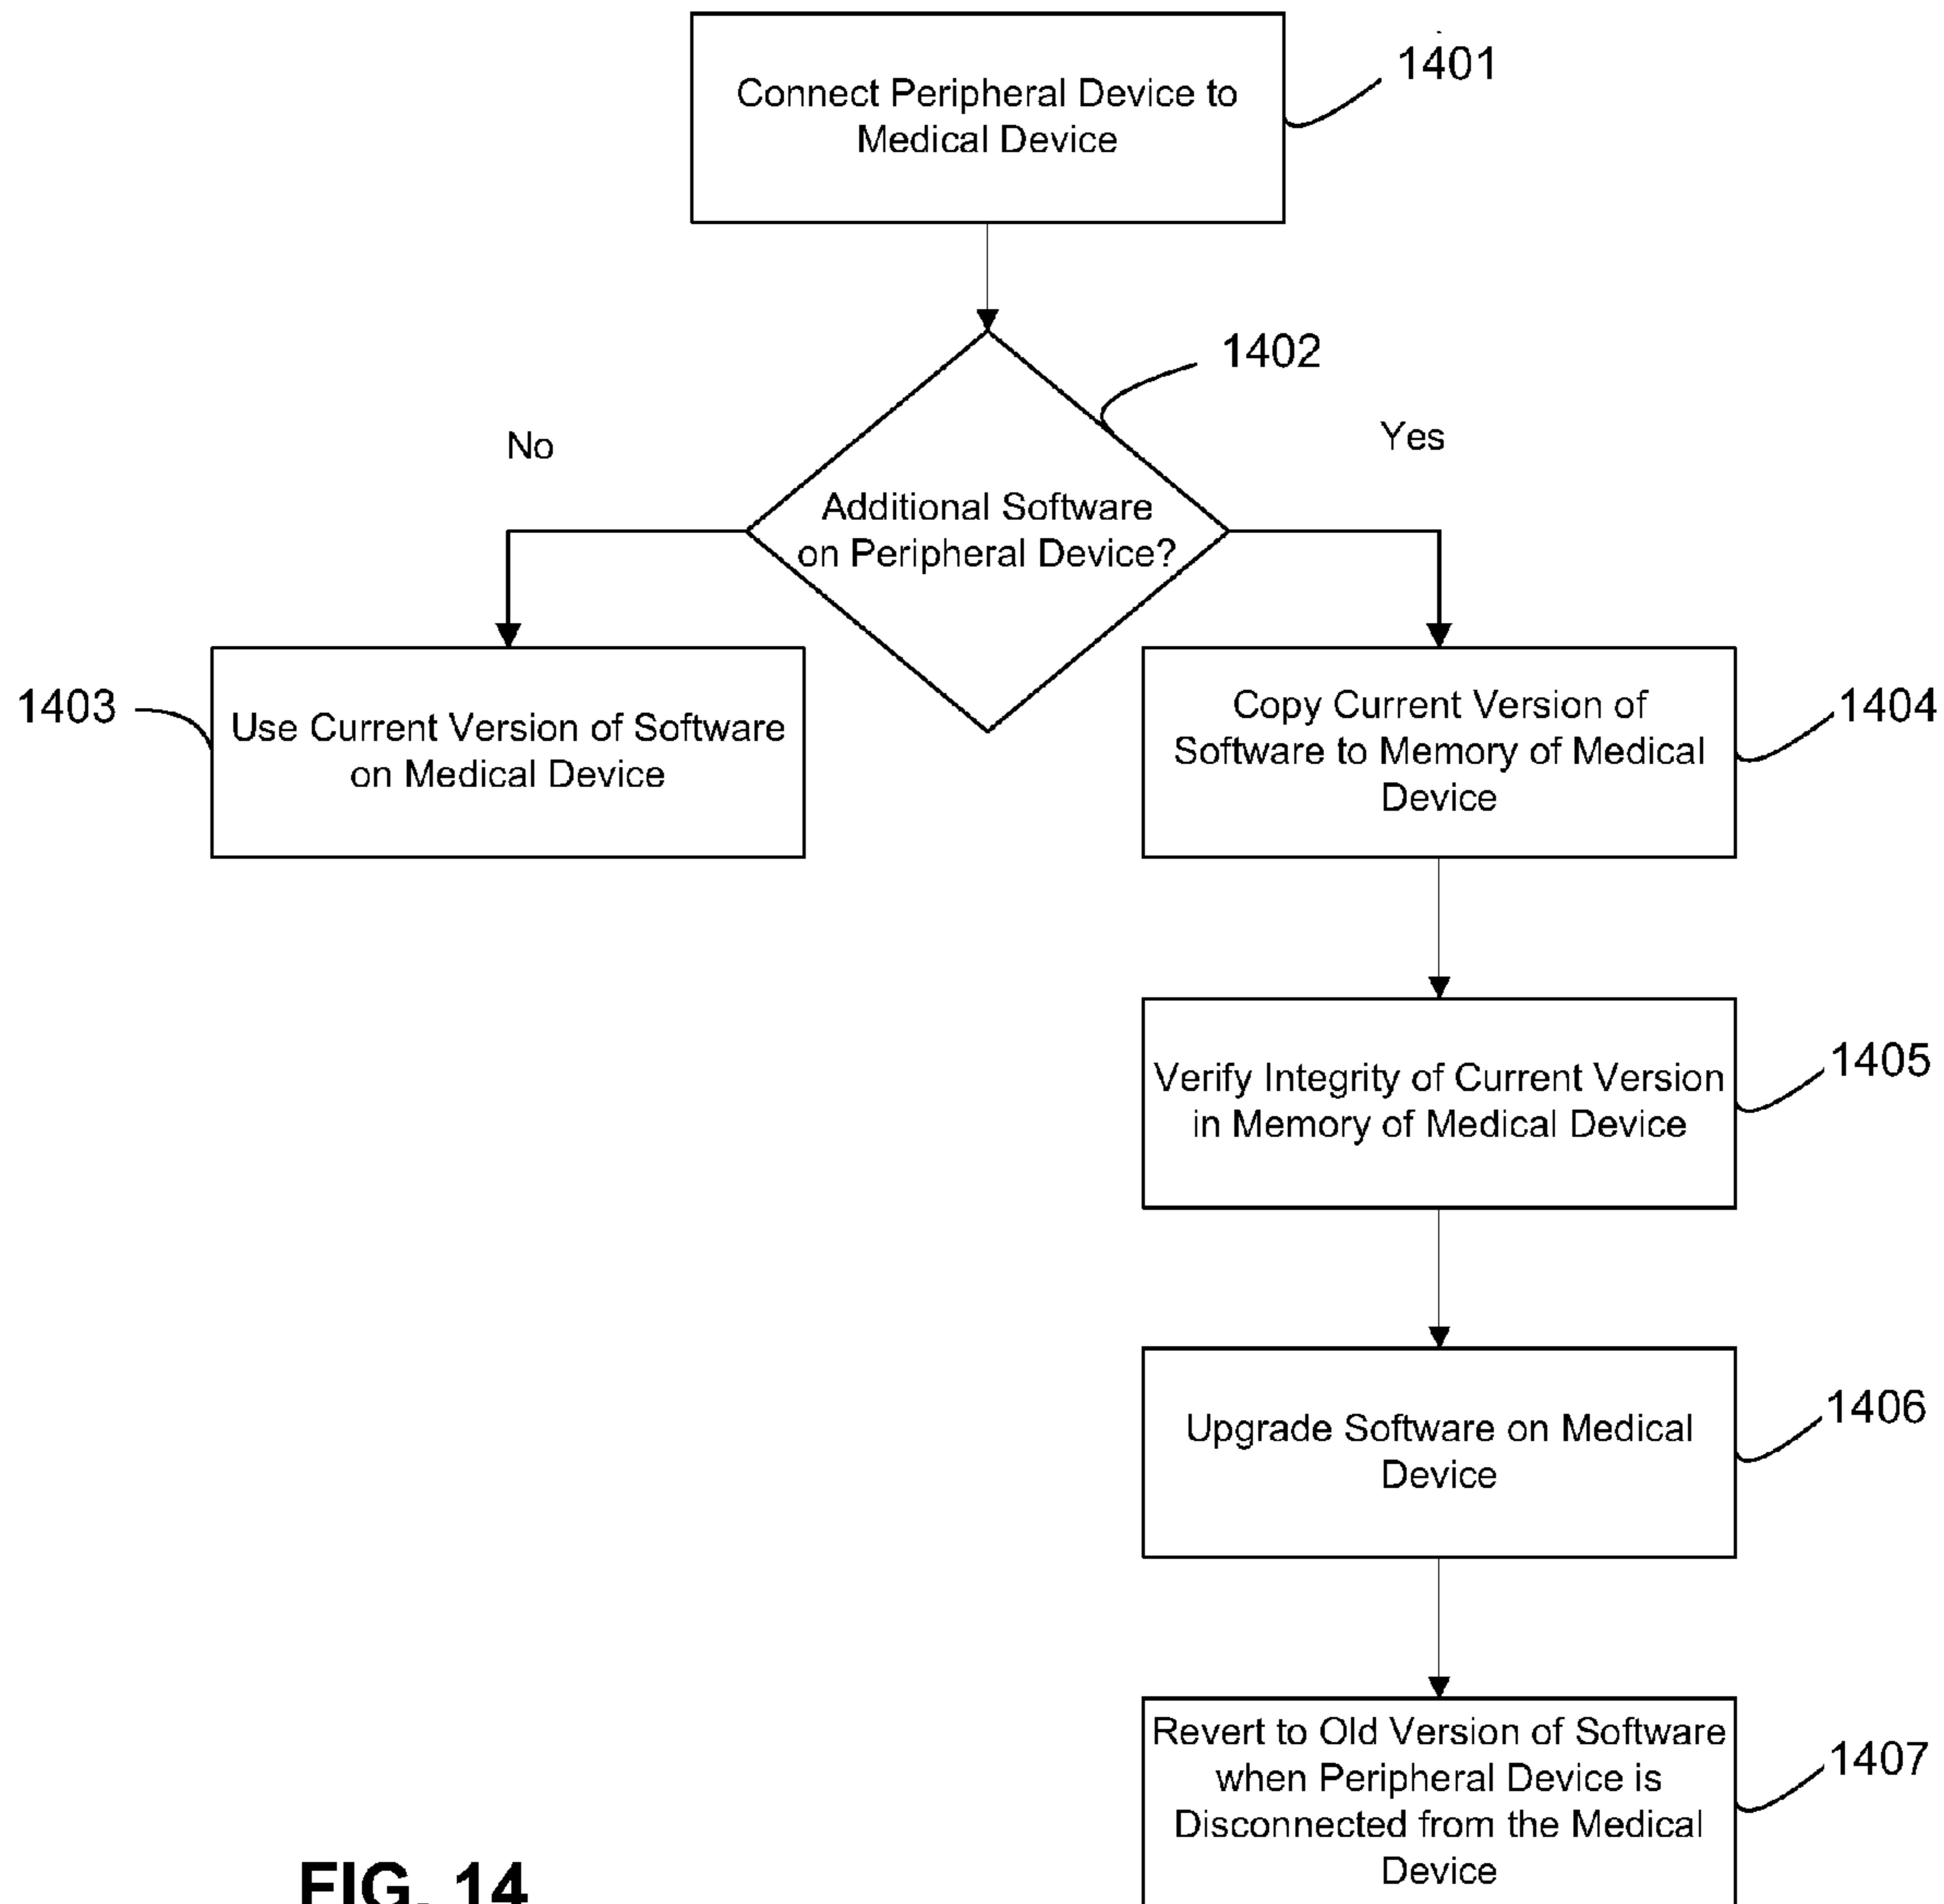 Connect Peripheral Device to
Medical Device
1401
1402
No
Yes
Additional Software
on Peripheral Device?
1403
Use Current Version of Software
on Medical Device
Copy Current Version of
Software to Memory of Medical
Device
1404
Verify Integrity of Current Version
in Memory of Medical Device
1405
Upgrade Software on Medical
Device
1406
Revert to Old Version of Software
when Peripheral Device is
Disconnected from the Medical
Device
1407
FIG. 14